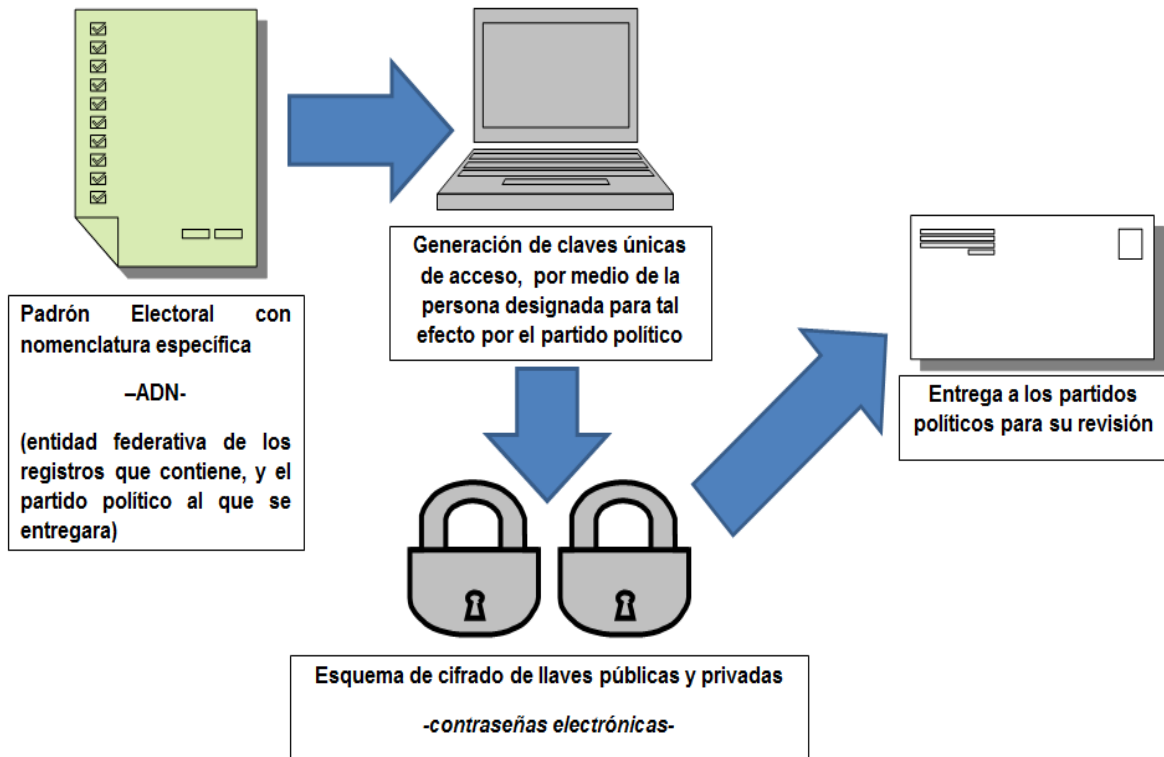 Padrón Electoral con
nomenclatura específica
–ADN-
(entidad federativa de los
registros que contiene, y el
partido político al que se
entregara)
Generación de claves únicas
de acceso, por medio de la
persona designada para tal
efecto por el partido político
Esquema de cifrado de llaves públicas y privadas
-contraseñas electrónicas-
Entrega a los partidos
políticos para su revisión